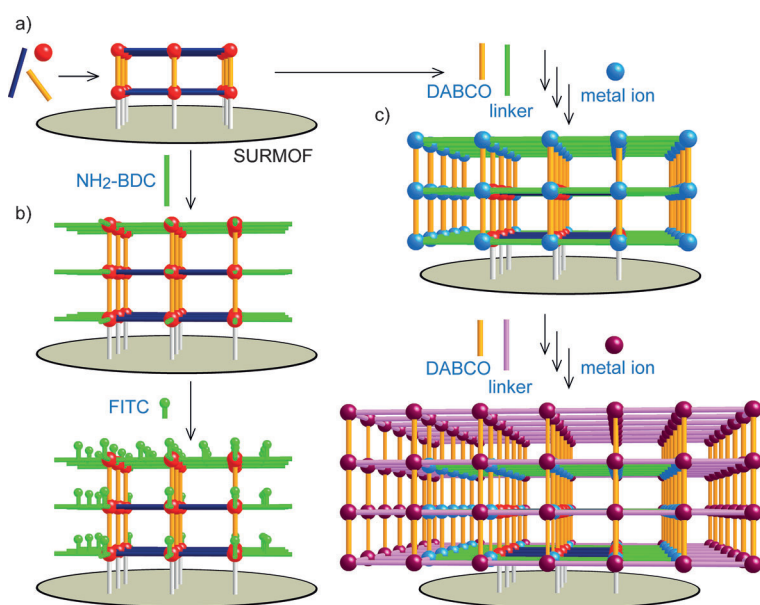 a)
DABCO
linker
metal ion
c)
SURMOF
NH2-BDC
b)
DABCO
linker
metal ion
FITC